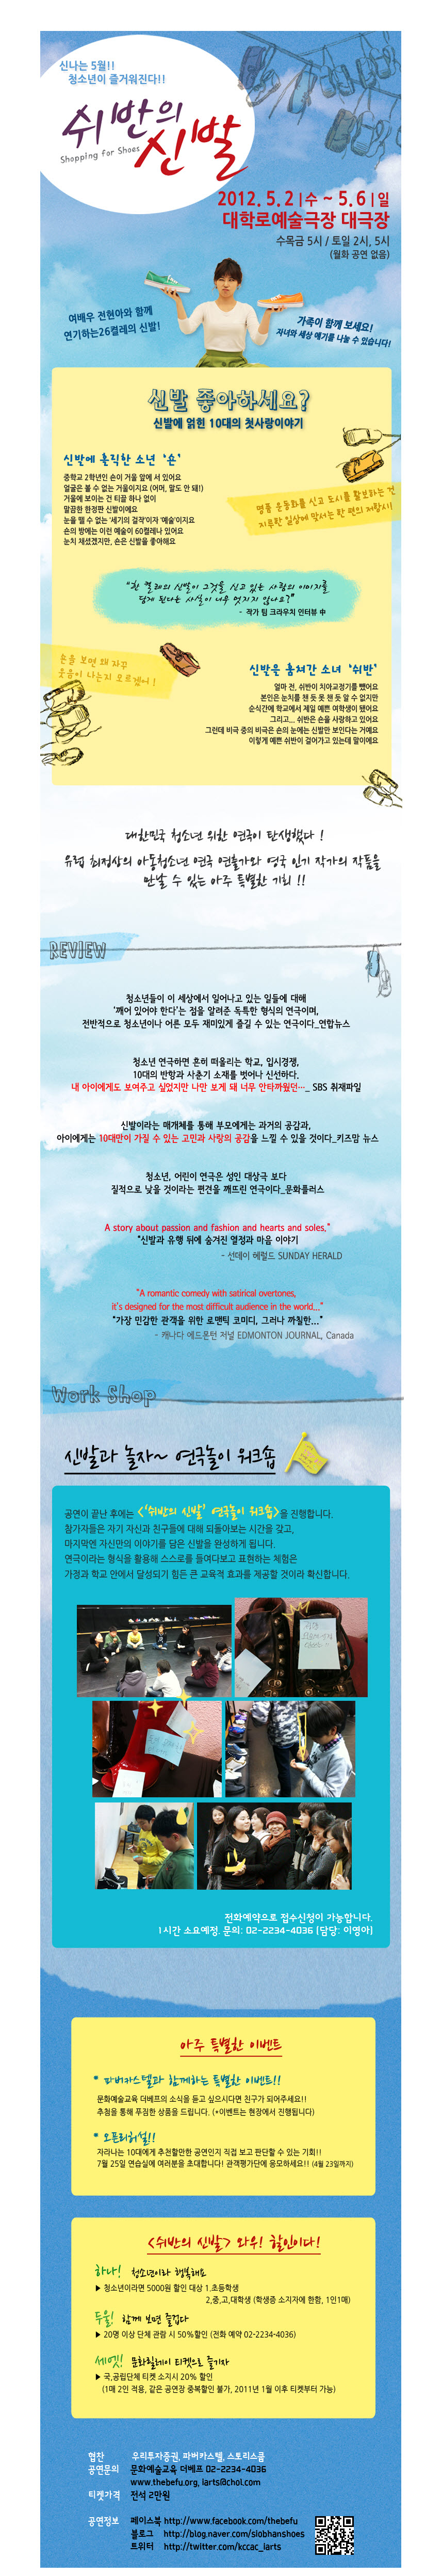 신나는 5월!!
청소년이 즐거워진다!!
쉬반의
신발
Shopping for Shoes
2012. 5. 2 | 수 ~ 5. 6 | 일
대학로예술극장 대극장
수목금 5시 / 토일 2시, 5시
(월화 공연 없음)
여배우 전현아와 함께
연기하는26켤레의 신발!
가족이 함께 보세요!
자녀와 세상 얘기를 나눌 수 있습니다!
신발 좋아하세요?
신발에 얽힌 10대의 첫사랑이야기
신발에 홀딱한 소년 ‘숀’
중학교 2학년인 숀이 거울 앞에 서 있어요
얼굴은 볼 수 없는 거울이지요 (어머, 말도 안 돼!)
거울에 보이는 건 티끌 하나 없이
말끔한 한정판 신발이에요
눈을 뗄 수 없는 ‘세기의 걸작’이자 ‘예술’이지요
숀의 방에는 이런 예술이 60켤레나 있어요
눈치 채셨겠지만, 숀은 신발을 좋아해요
명품 운동화를 신고 도시를 활보하는 건
지루한 일상에 맞서는 한 편의 저항시
“한 켤레의 신발이 그것을 신고 있는 사람의 이미지를
담게 된다는 사실이 너무 멋지지 않나요?”
- 작가 팀 크라우치 인터뷰 中
숀을 보면 왜 자꾸
웃음이 나는지 모르겠어!
신발을 훔쳐간 소녀 ‘쉬반’
얼마 전, 쉬반이 치아교정기를 뺐어요
본인은 눈치를 챈 듯 못 챈 듯 알 수 없지만
순식간에 학교에서 제일 예쁜 여학생이 됐어요
그리고... 쉬반은 숀을 사랑하고 있어요
그런데 비극 중의 비극은 숀의 눈에는 신발만 보인다는 거예요
이렇게 예쁜 쉬반이 걸어가고 있는데 말이에요
대한민국 청소년 위한 연극이 탄생했다 !
유럽 최정상의 아동청소년 연극 연출가와 영국 인기 작가의 작품을
만날 수 있는 아주 특별한 기회 !!
REVIEW
청소년들이 이 세상에서 일어나고 있는 일들에 대해
‘깨어 있어야 한다’는 점을 알려준 독특한 형식의 연극이며,
전반적으로 청소년이나 어른 모두 재미있게 즐길 수 있는 연극이다_연합뉴스
청소년 연극하면 흔히 떠올리는 학교, 입시경쟁,
10대의 반항과 사춘기 소재를 벗어나 신선하다.
내 아이에게도 보여주고 싶었지만 나만 보게 돼 너무 안타까웠던…_ SBS 취재파일
신발이라는 매개체를 통해 부모에게는 과거의 공감과,
아이에게는 10대만이 가질 수 있는 고민과 사랑의 공감을 느낄 수 있을 것이다_키즈맘 뉴스
청소년, 어린이 연극은 성인 대상극 보다
질적으로 낮을 것이라는 편견을 깨뜨린 연극이다_문화플러스
A story about passion and fashion and hearts and soles."
"신발과 유행 뒤에 숨겨진 열정과 마음 이야기
- 선데이 헤럴드 SUNDAY HERALD
"A romantic comedy with satirical overtones,
it's designed for the most difficult audience in the world..."
"가장 민감한 관객을 위한 로맨틱 코미디, 그러나 까칠한…"
- 캐나다 에드몬턴 저널 EDMONTON JOURNAL, Canada
Work Shop
신발과 놀자~ 연극놀이 워크숍
공연이 끝난 후에는 <‘쉬반의 신발’ 연극놀이 워크숍>을 진행합니다.
참가자들은 자기 자신과 친구들에 대해 되돌아보는 시간을 갖고,
마지막엔 자신만의 이야기를 담은 신발을 완성하게 됩니다.
연극이라는 형식을 활용해 스스로를 들여다보고 표현하는 체험은
가정과 학교 안에서 달성되기 힘든 큰 교육적 효과를 제공할 것이라 확신합니다.
전화예약으로 접수신청이 가능합니다.
1시간 소요예정. 문의: 02-2234-4036 [담당: 이영아]
아주 특별한 이벤트
* 파버카스텔과 함께하는 특별한 이벤트!!
문화예술교육 더베프의 소식을 듣고 싶으시다면 친구가 되어주세요!!
추첨을 통해 푸짐한 상품을 드립니다. (*이벤트는 현장에서 진행됩니다)
* 오픈리허설!!
자라나는 10대에게 추천할만한 공연인지 직접 보고 판단할 수 있는 기회!!
7월 25일 연습실에 여러분을 초대합니다! 관객평가단에 응모하세요!! (4월 23일까지)
<쉬반의 신발> 와우! 할인이다!
하나! 청소년이라 행복해요
▶ 청소년이라면 5000원 할인 대상 1.초등학생
2,중,고,대학생 (학생증 소지자에 한함, 1인1매)
두울! 함께 보면 즐겁다
▶ 20명 이상 단체 관람 시 50%할인 (전화 예약 02-2234-4036)
세엣! 문화릴레이 티켓으로 즐기자
▶ 국,공립단체 티켓 소지시 20% 할인
(1매 2인 적용, 같은 공연장 중복할인 불가, 2011년 1월 이후 티켓부터 가능)
협찬 우리투자증권, 파버카스텔, 스토리스쿨
공연문의 문화예술교육 더베프 02-2234-4036
www.thebefu.org, iarts@chol.com
티켓가격 전석 2만원
공연정보 페이스북 http://www.facebook.com/thebefu
블로그 http://blog.naver.com/siobhanshoes
트위터 http://twitter.com/kccac_iarts